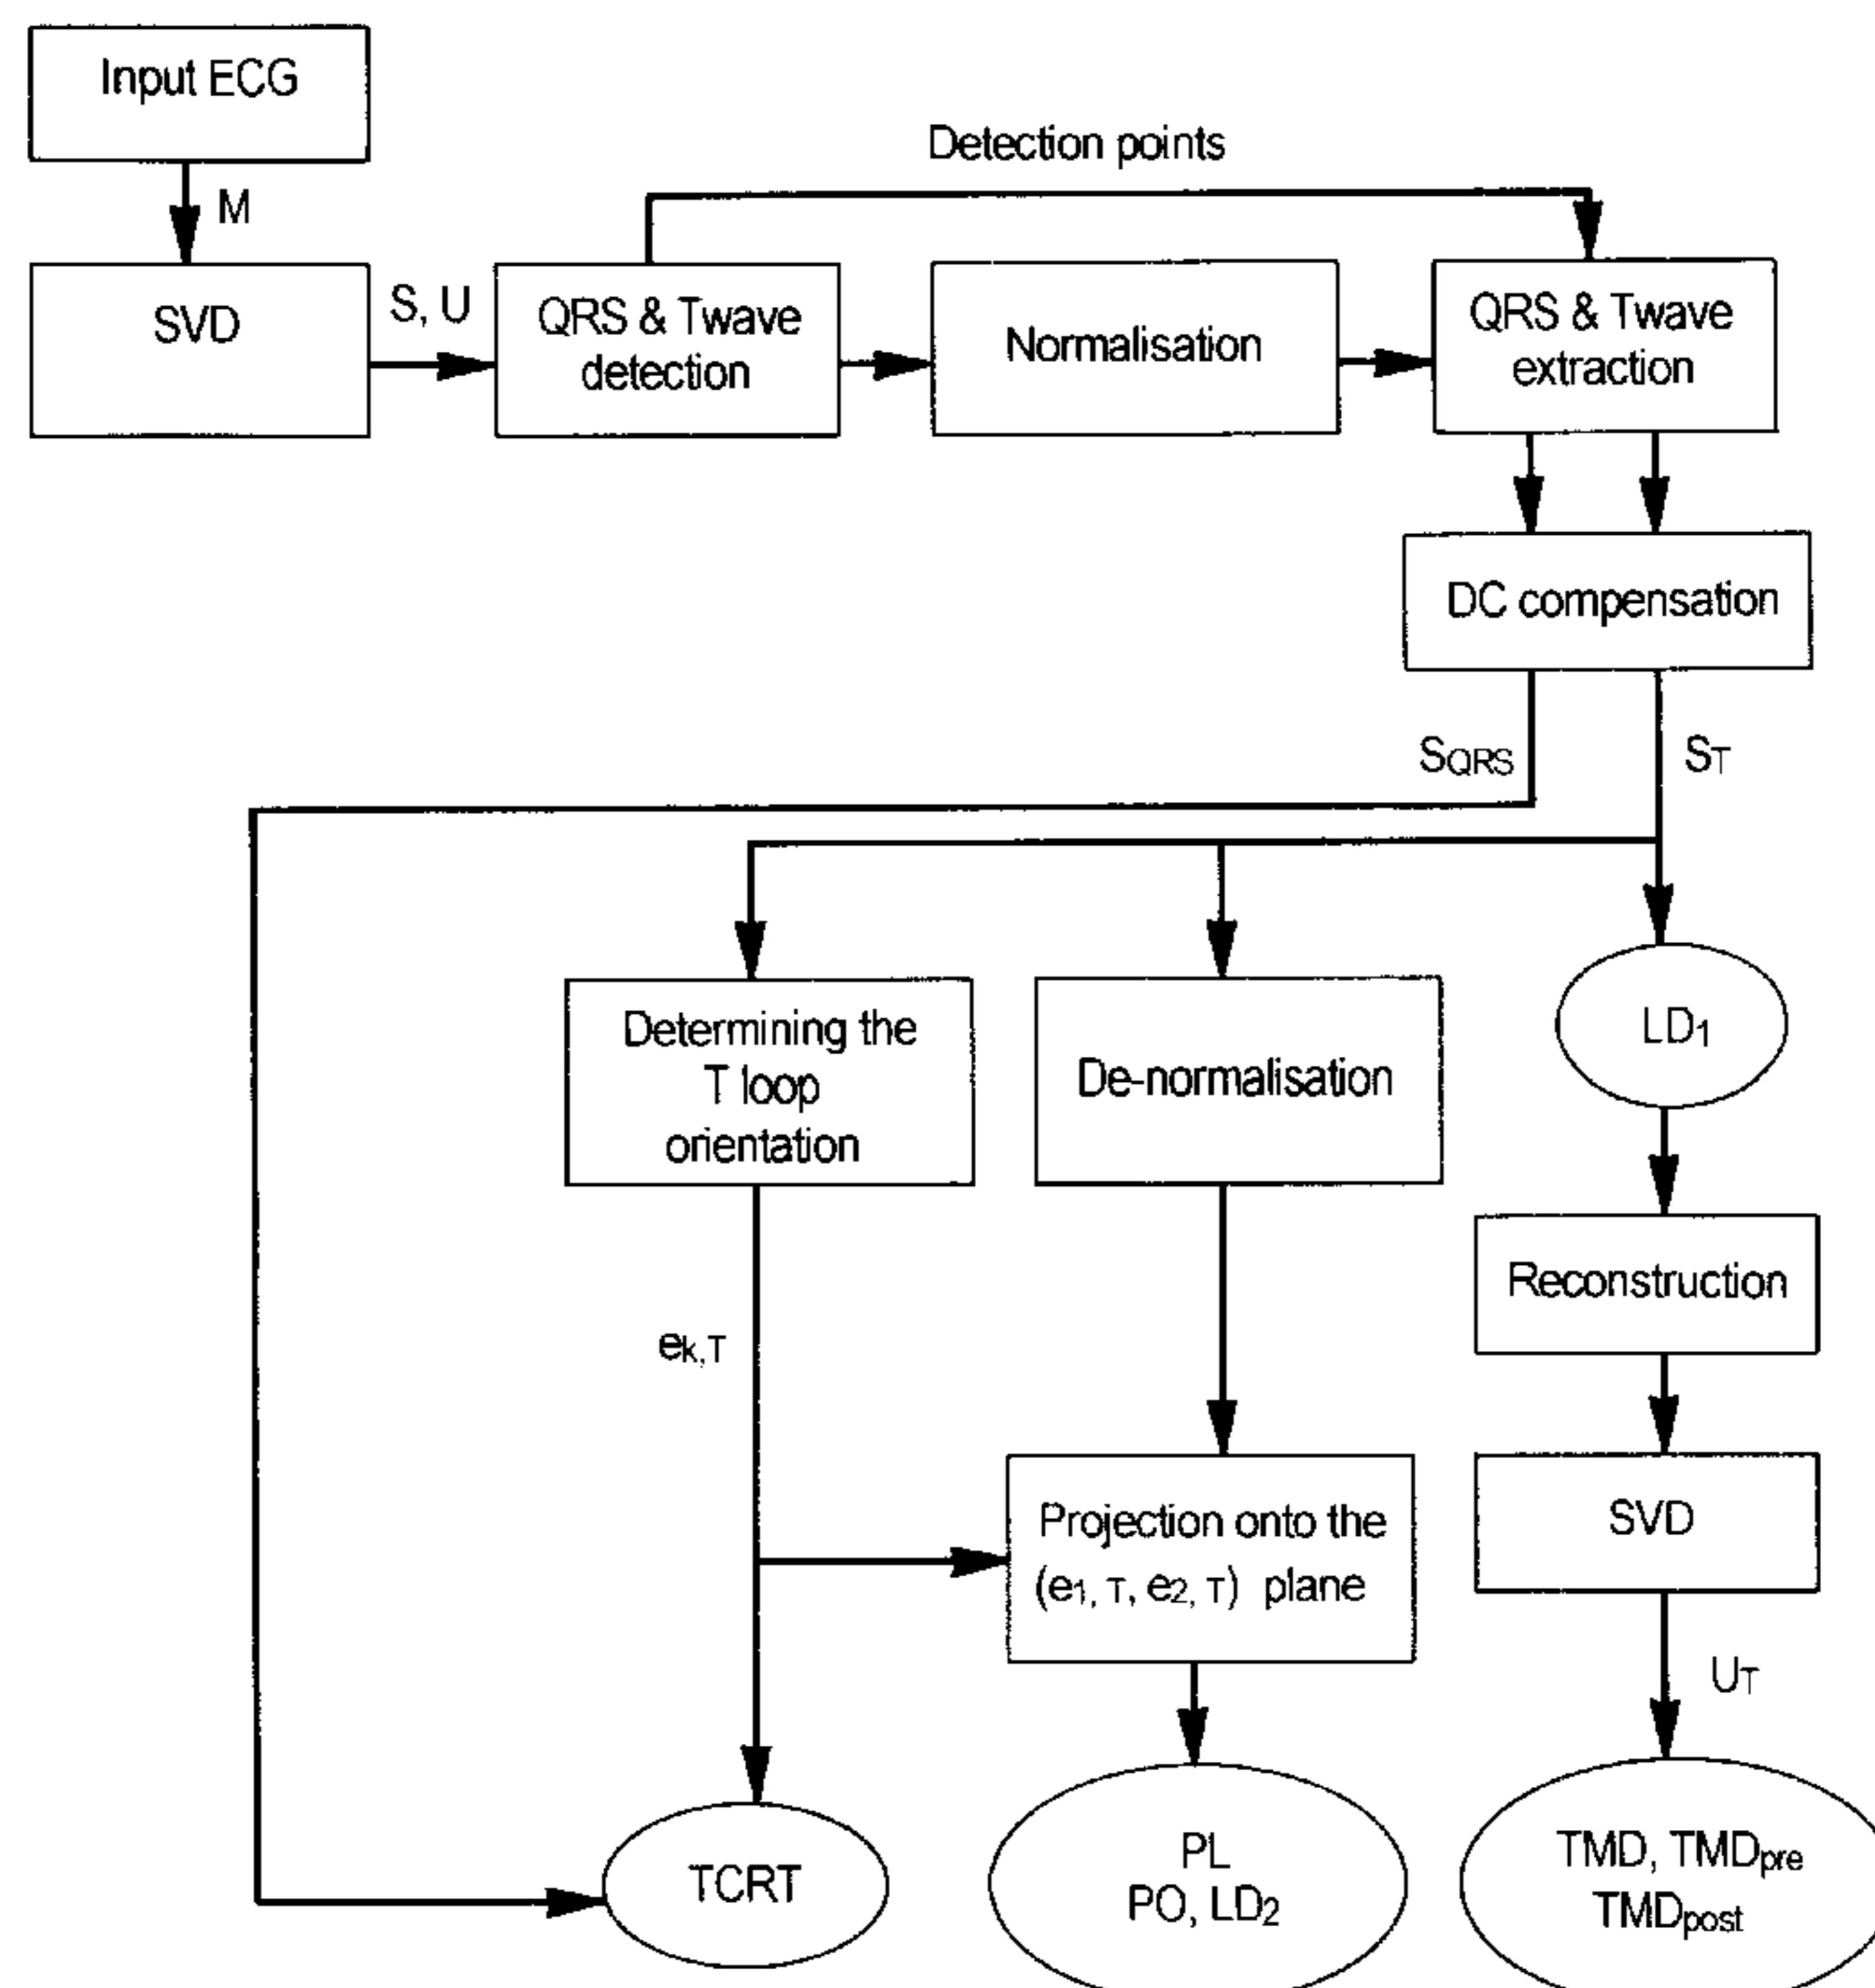 Input ECG
M
Detection points
SVD
S, U
QRS & Twave
detection
Normalisation
QRS & Twave
extraction
DC compensation
SQRS
ST
Determining the
T loop
orientation
De-normalisation
LD1
Reconstruction
ek,T
Projection onto the
(e1, T, e2, T) plane
SVD
UT
TCRT
PL
PO, LD2
TMD, TMDpre
TMDpost